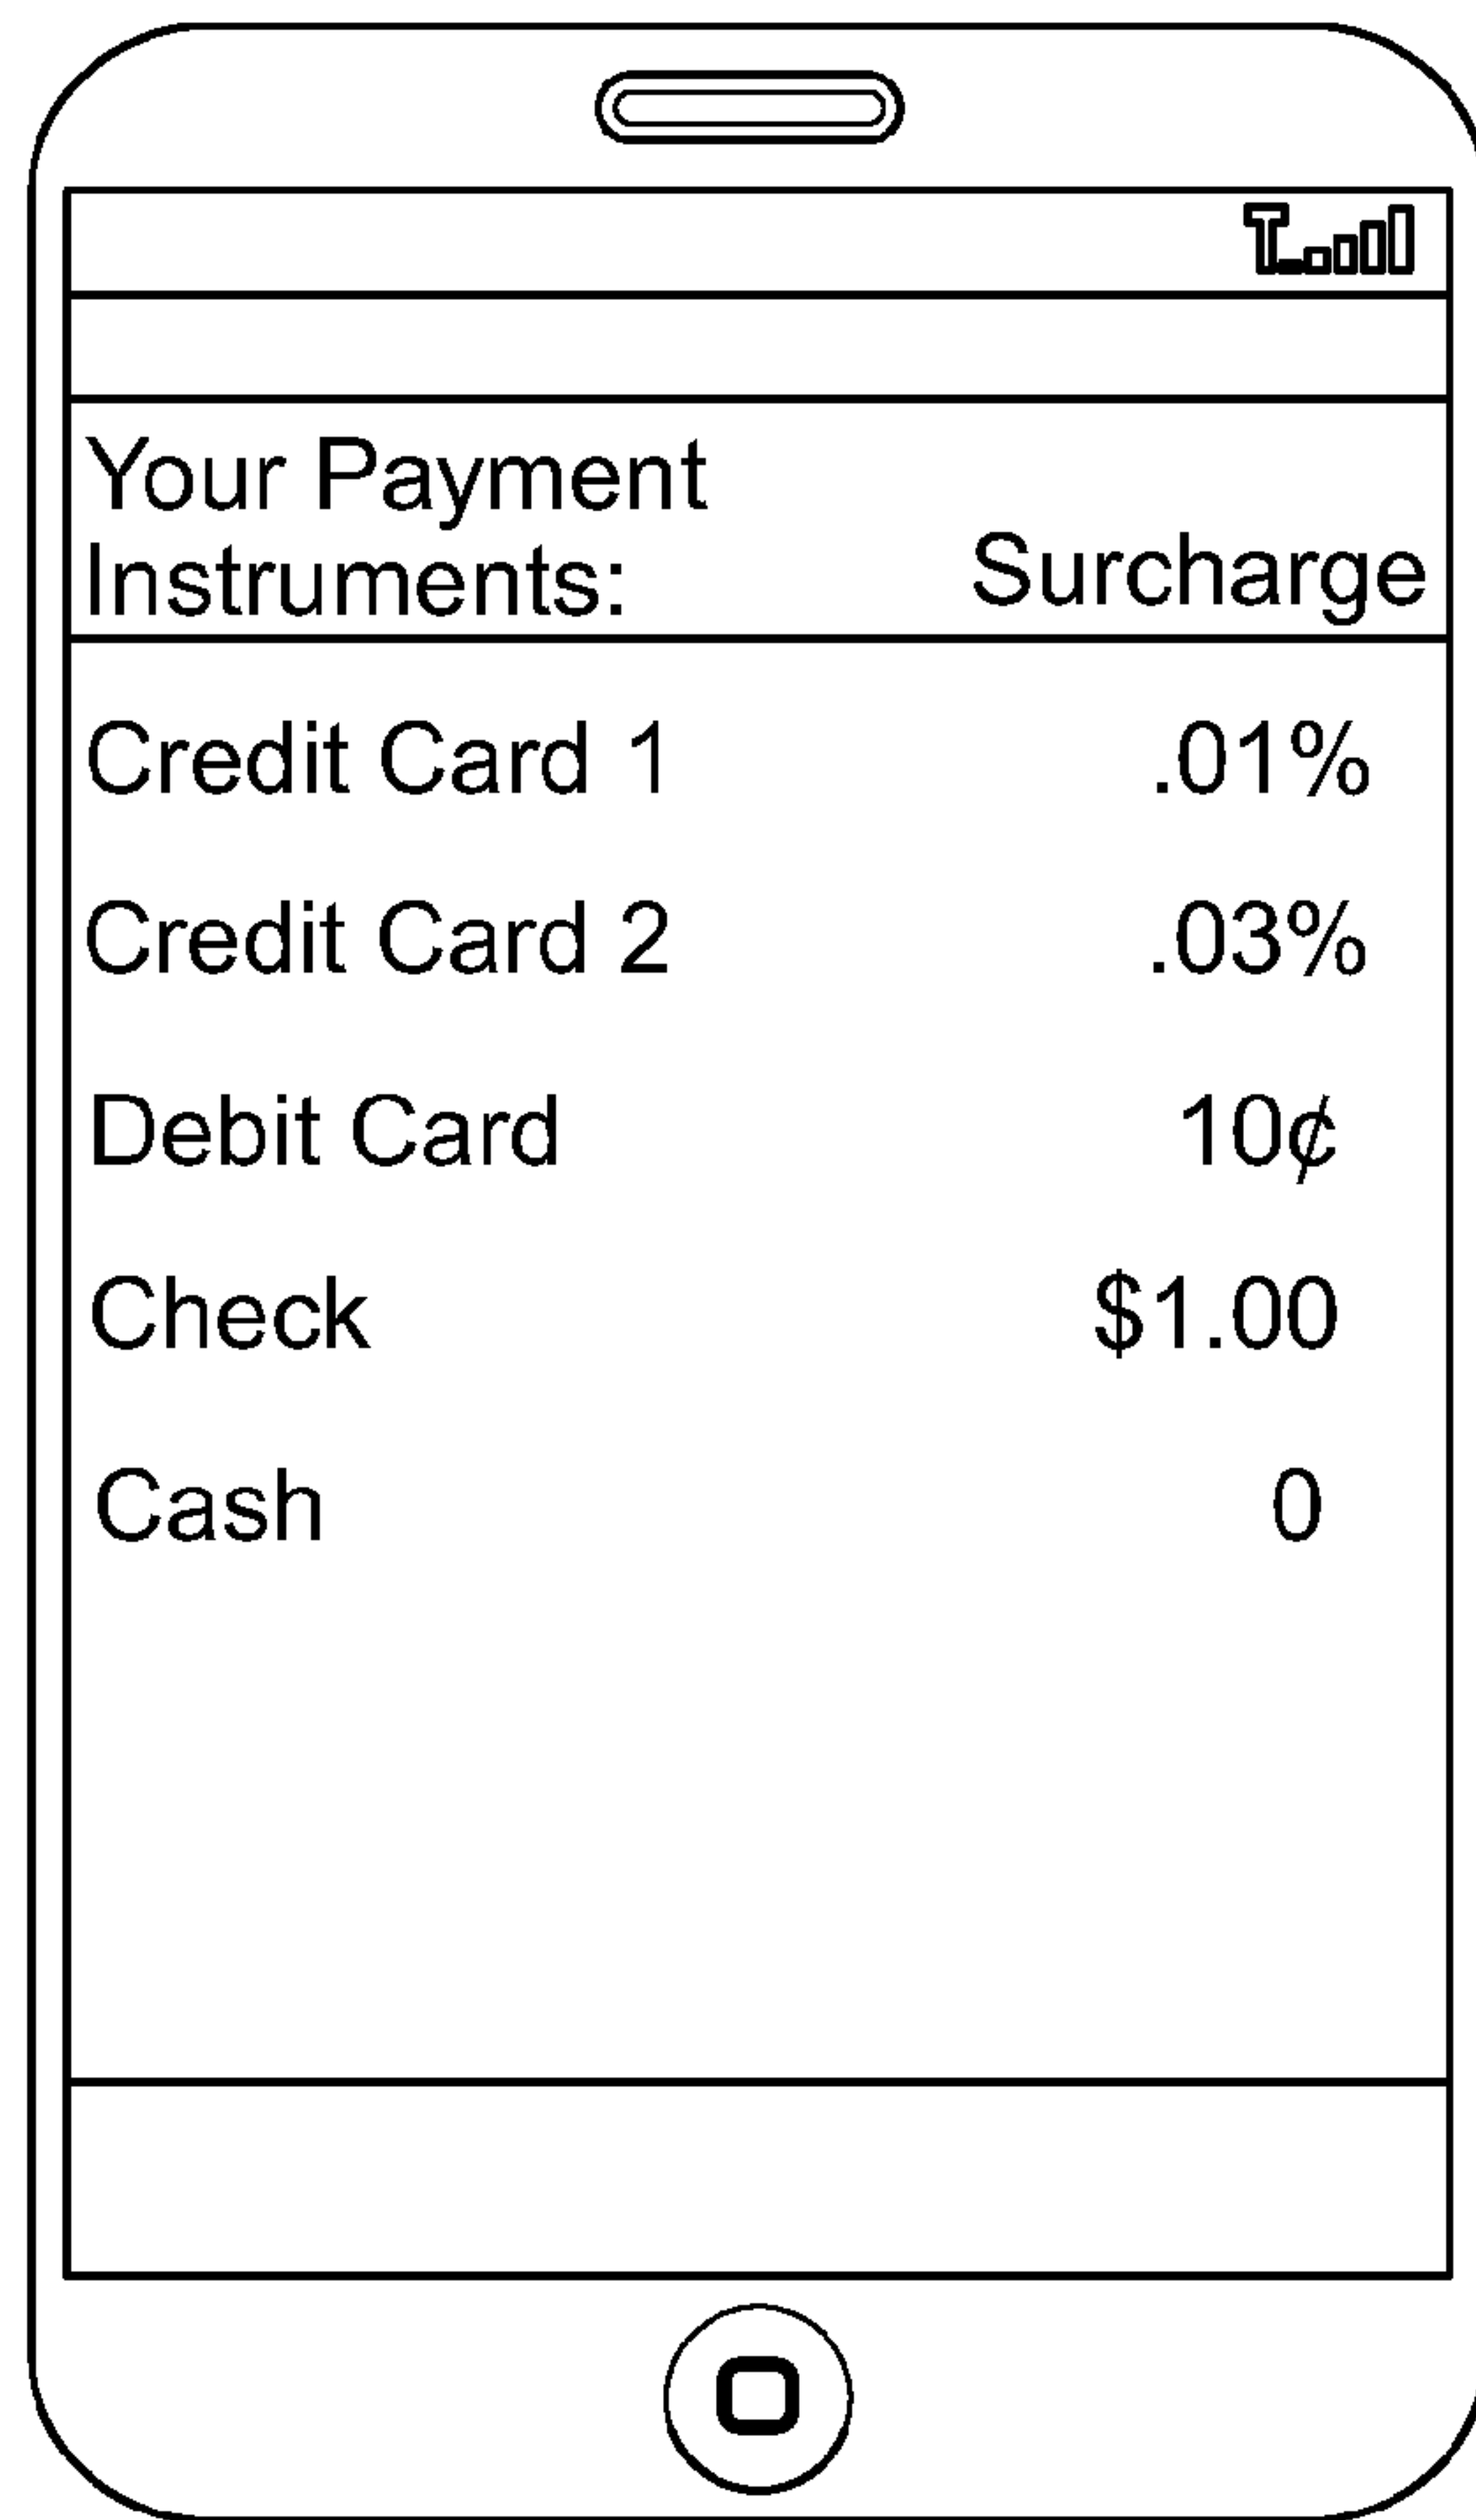 Your Payment
Instruments: Surcharge
Credit Card 1 .01%
Credit Card 2 .03%
Debit Card 10¢
Check $1.00
Cash 0